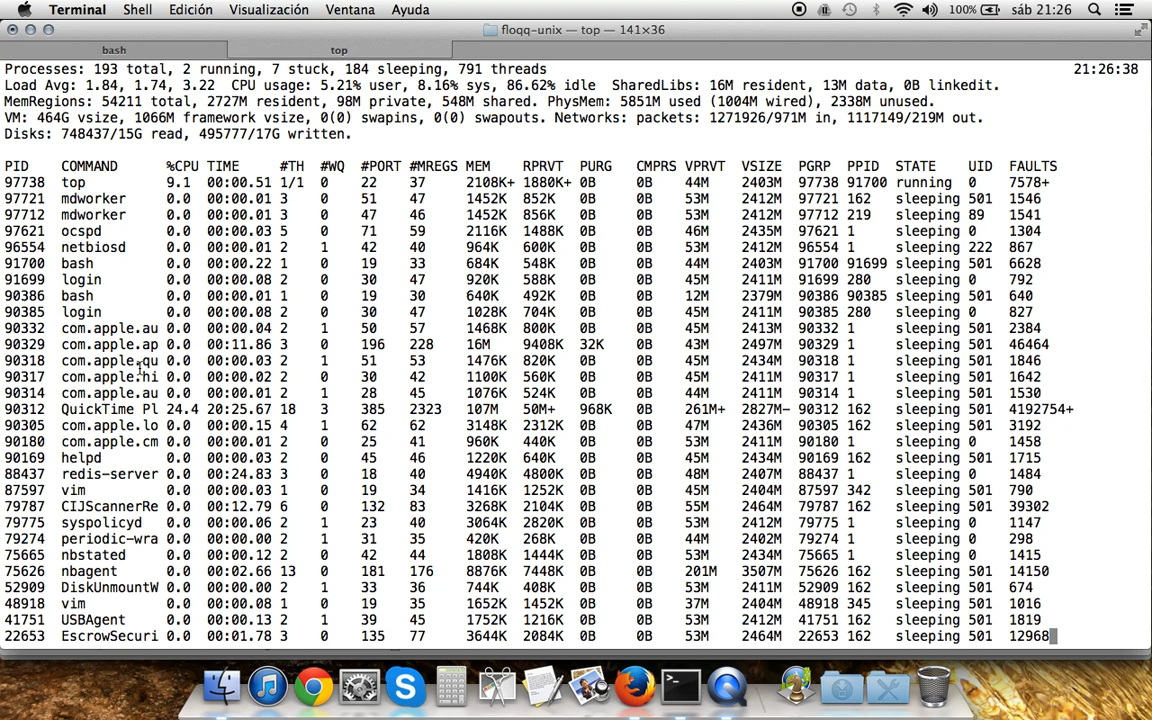 Terminal Shell Edición Visualización Ventana Ayuda 100% sáb 21:26
floqq-unix — top — 141×36
bash top
Processes: 193 total, 2 running, 7 stuck, 184 sleeping, 791 threads 21:26:38
Load Avg: 1.84, 1.74, 3.22 CPU usage: 5.21% user, 8.16% sys, 86.62% idle SharedLibs: 16M resident, 13M data, 0B linkedit.
MemRegions: 54211 total, 2727M resident, 98M private, 548M shared. PhysMem: 5851M used (1004M wired), 2338M unused.
VM: 464G vsize, 1066M framework vsize, 0(0) swapins, 0(0) swapouts. Networks: packets: 1271926/971M in, 1117149/219M out.
Disks: 748437/15G read, 495777/17G written.
PID COMMAND %CPU TIME #TH #WQ #PORT #MREGS MEM RPRVT PURG CMPRS VPRVT VSIZE PGRP PPID STATE UID FAULTS
97738 top 9.1 00:00.51 1/1 0 22 37 2108K+ 1880K+ 0B 0B 44M 2403M 97738 91700 running 0 7578+
97721 mdworker 0.0 00:00.01 3 0 51 47 1452K 852K 0B 0B 53M 2412M 97721 162 sleeping 501 1546
97712 mdworker 0.0 00:00.01 3 0 47 46 1452K 856K 0B 0B 53M 2412M 97712 219 sleeping 89 1541
97621 ocspd 0.0 00:00.03 5 0 71 59 2116K 1488K 0B 0B 46M 2435M 97621 1 sleeping 0 1304
96554 netbiosd 0.0 00:00.01 2 1 42 40 964K 600K 0B 0B 53M 2412M 96554 1 sleeping 222 867
91700 bash 0.0 00:00.22 1 0 19 33 684K 548K 0B 0B 44M 2403M 91700 91699 sleeping 501 6628
91699 login 0.0 00:00.08 2 0 30 47 920K 588K 0B 0B 45M 2411M 91699 280 sleeping 0 792
90386 bash 0.0 00:00.01 1 0 19 30 640K 492K 0B 0B 12M 2379M 90386 90385 sleeping 501 640
90385 login 0.0 00:00.08 2 0 30 47 1028K 704K 0B 0B 45M 2411M 90385 280 sleeping 0 827
90332 com.apple.au 0.0 00:00.04 2 1 50 57 1468K 800K 0B 0B 45M 2413M 90332 1 sleeping 501 2384
90329 com.apple.ap 0.0 00:11.86 3 0 196 228 16M 9408K 32K 0B 43M 2497M 90329 1 sleeping 501 46464
90318 com.apple.qu 0.0 00:00.03 2 1 51 53 1476K 820K 0B 0B 45M 2434M 90318 1 sleeping 501 1846
90317 com.apple.hi 0.0 00:00.02 2 0 30 42 1100K 560K 0B 0B 45M 2411M 90317 1 sleeping 501 1642
90314 com.apple.au 0.0 00:00.01 2 1 28 45 1076K 524K 0B 0B 44M 2411M 90314 1 sleeping 501 1530
90312 QuickTime Pl 24.4 20:25.67 18 3 385 2323 107M 50M+ 968K 0B 261M+ 2827M- 90312 162 sleeping 501 4192754+
90305 com.apple.lo 0.0 00:00.15 4 1 62 62 3148K 2312K 0B 0B 47M 2436M 90305 162 sleeping 501 3192
90180 com.apple.cm 0.0 00:00.01 2 0 25 41 960K 440K 0B 0B 53M 2411M 90180 1 sleeping 0 1458
90169 helpd 0.0 00:00.03 2 0 45 46 1220K 640K 0B 0B 45M 2434M 90169 162 sleeping 501 1715
88437 redis-server 0.0 00:24.83 3 0 18 40 4940K 4800K 0B 0B 48M 2407M 88437 1 sleeping 0 1484
87597 vim 0.0 00:00.03 1 0 19 34 1416K 1252K 0B 0B 45M 2404M 87597 342 sleeping 501 790
79787 CIJScannerRe 0.0 00:12.79 6 0 132 83 3268K 2104K 0B 0B 55M 2464M 79787 162 sleeping 501 39302
79775 syspolicyd 0.0 00:00.06 2 1 23 40 3064K 2820K 0B 0B 53M 2412M 79775 1 sleeping 0 1147
79274 periodic-wra 0.0 00:00.00 2 1 31 35 420K 268K 0B 0B 44M 2402M 79274 1 sleeping 0 298
75665 nbstated 0.0 00:00.12 2 0 42 44 1808K 1444K 0B 0B 53M 2434M 75665 1 sleeping 0 1415
75626 nbagent 0.0 00:02.66 13 0 181 176 8876K 7448K 0B 0B 201M 3507M 75626 162 sleeping 501 14150
52909 DiskUnmountW 0.0 00:00.00 2 1 33 36 744K 408K 0B 0B 53M 2411M 52909 162 sleeping 501 674
48918 vim 0.0 00:00.08 1 0 19 35 1652K 1452K 0B 0B 37M 2404M 48918 345 sleeping 501 1016
41751 USBAgent 0.0 00:00.13 2 1 39 45 1752K 1216K 0B 0B 53M 2412M 41751 162 sleeping 501 1819
22653 EscrowSecuri 0.0 00:01.78 3 0 135 77 3644K 2084K 0B 0B 53M 2464M 22653 162 sleeping 501 12968